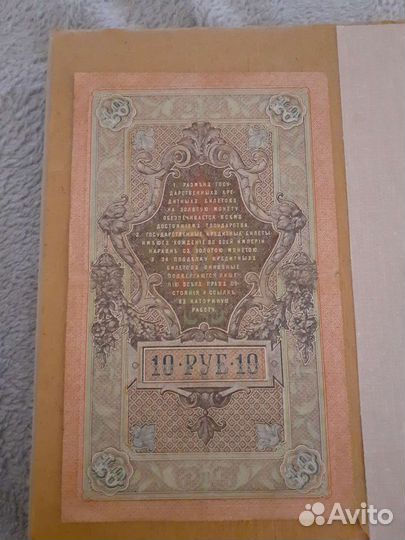 1. РАЗМѢНЪ ГОСУ-
ДАРСТВЕННЫХЪ КРЕ-
ДИТНЫХЪ БИЛЕТОВЪ
НА ЗОЛОТУЮ МОНЕТУ
ОБЕЗПЕЧИВАЕТСЯ ВСѢМЪ
ДОСТОЯНІЕМЪ ГОСУДАРСТВА.
2. ГОСУДАРСТВЕННЫЕ КРЕДИТНЫЕ БИЛЕТЫ
ИМѢЮТЪ ХОЖДЕНІЕ ВО ВСЕЙ ИМПЕРІИ
НАРАВНѢ СЪ ЗОЛОТОЮ МОНЕТОЮ.
3. ЗА ПОДДѢЛКУ КРЕДИТНЫХЪ
БИЛЕТОВЪ ВИНОВНЫЕ
ПОДВЕРГАЮТСЯ ЛИШЕ-
НІЮ ВСѢХЪ ПРАВЪ СО-
СТОЯНІЯ И ССЫЛКѢ
ВЪ КАТОРЖНУЮ
РАБОТУ.
10·РУБ·10
Avito